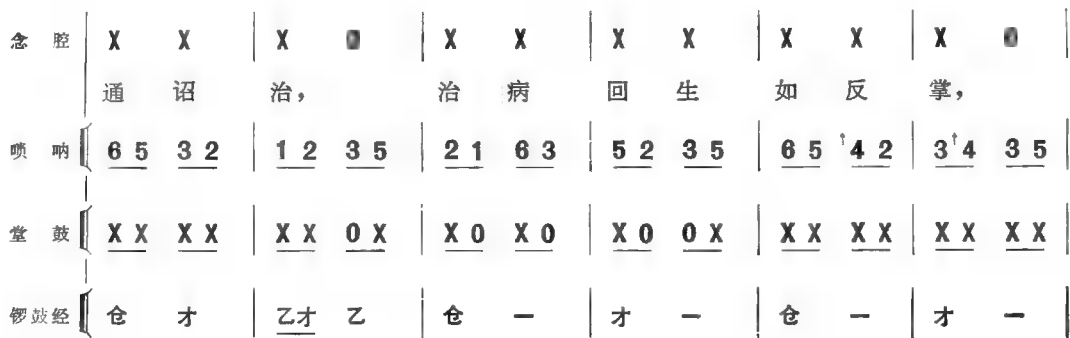 念腔 X X | X 0 | X X | X X | X X | X 0 |
通诏治，治病回生如反掌，
唢呐 6 5 3 2 | 1 2 3 5 | 2 1 6 3 | 5 2 3 5 | 6 5 ↑4 2 | 3 ↑4 3 5 |
堂鼓 X X X X | X X 0 X | X 0 X 0 | X 0 0 X | X X X X | X X X X |
锣鼓经 仓 才 | 乙才 乙 | 仓 — | 才 — | 仓 — | 才 — |